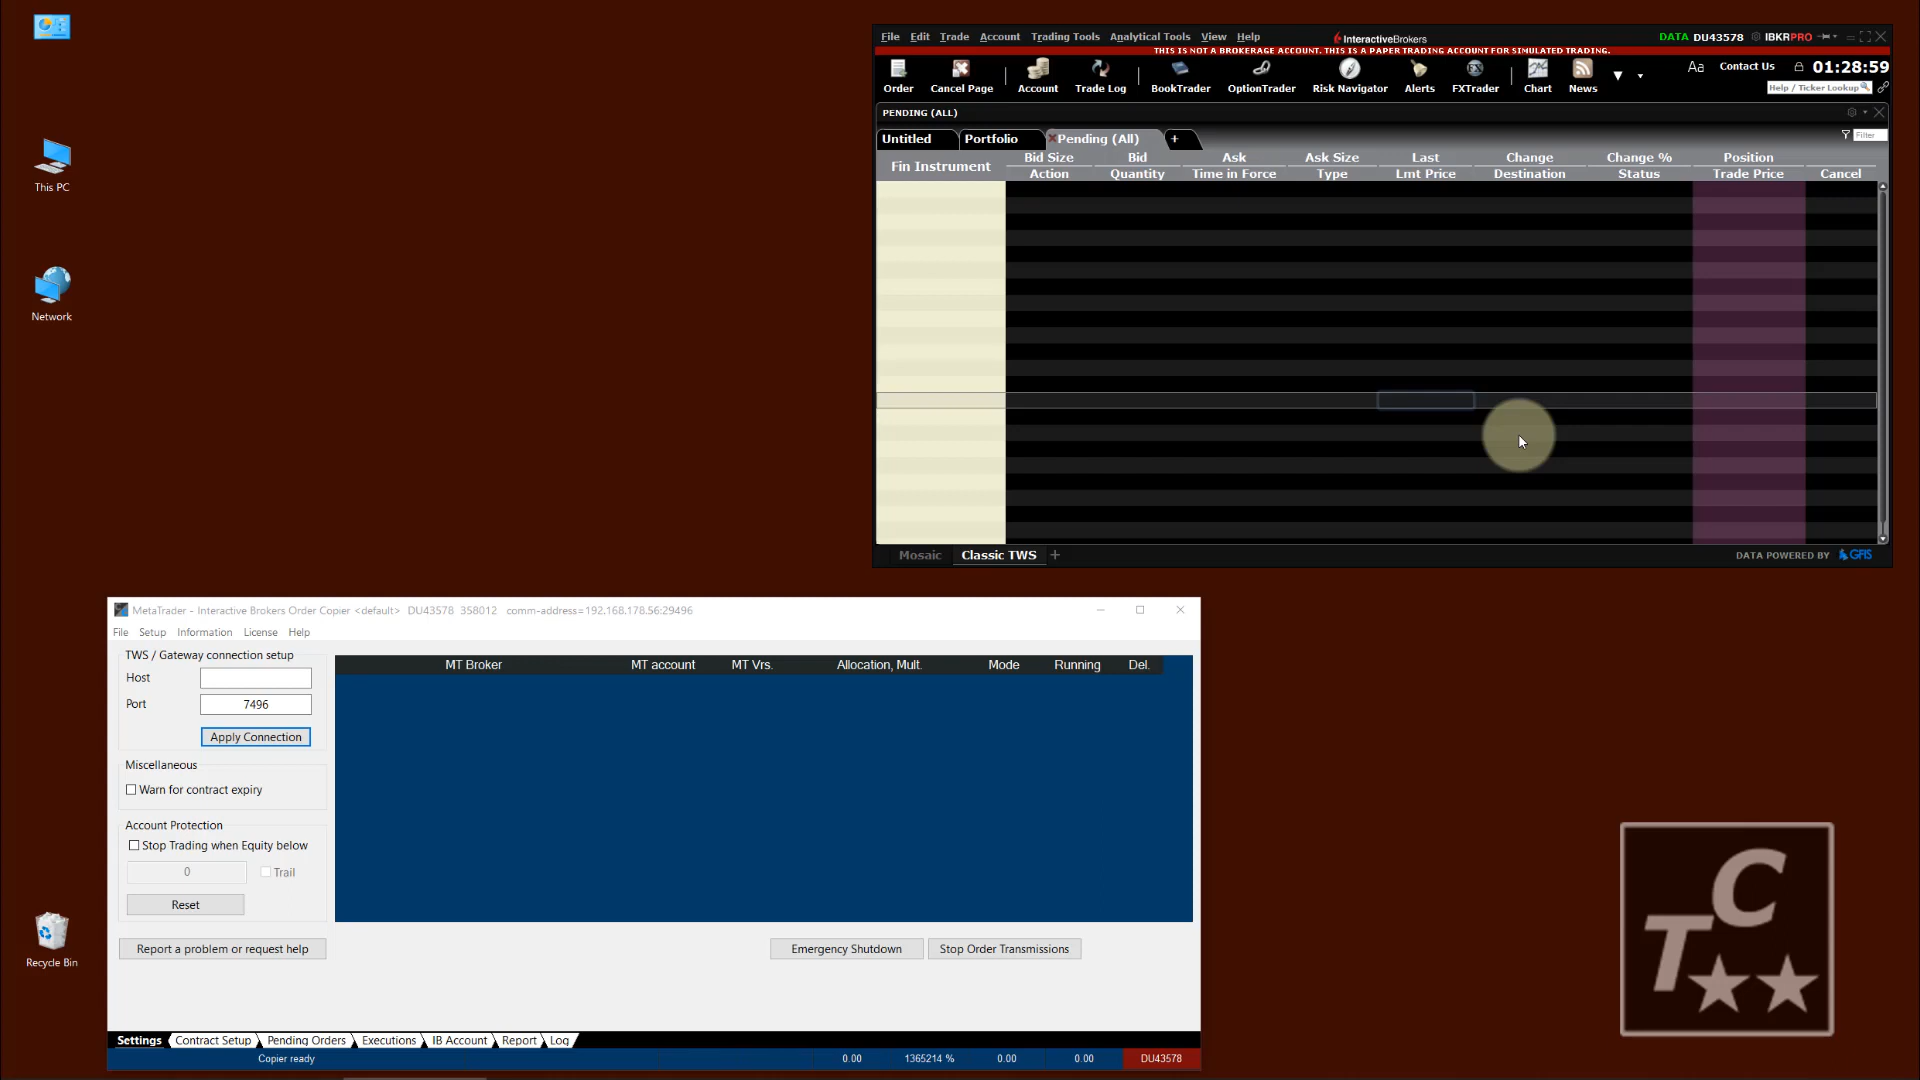 This PC
Network
Recycle Bin
File Edit Trade Account Trading Tools Analytical Tools View Help
InteractiveBrokers
DATA DU43578 IBKRPRO
THIS IS NOT A BROKERAGE ACCOUNT. THIS IS A PAPER TRADING ACCOUNT FOR SIMULATED TRADING.
Order Cancel Page Account Trade Log BookTrader OptionTrader Risk Navigator Alerts FXTrader Chart News
Aa Contact Us 01:28:59
Help / Ticker Lookup
PENDING (ALL)
Untitled Portfolio Pending (All) +
Filter
Fin Instrument
Bid Size Bid Ask Ask Size Last Change Change % Position
Action Quantity Time in Force Type Lmt Price Destination Status Trade Price Cancel
Mosaic Classic TWS +
DATA POWERED BY GFIS
MetaTrader - Interactive Brokers Order Copier <default> DU43578 358012 comm-address=192.168.178.56:29496
File Setup Information License Help
TWS / Gateway connection setup
Host
Port 7496
Apply Connection
Miscellaneous
Warn for contract expiry
Account Protection
Stop Trading when Equity below
0 Trail
Reset
MT Broker MT account MT Vrs. Allocation, Mult. Mode Running Del.
Report a problem or request help
Emergency Shutdown Stop Order Transmissions
Settings Contract Setup Pending Orders Executions IB Account Report Log
Copier ready 0.00 1365214 % 0.00 0.00 DU43578
TC